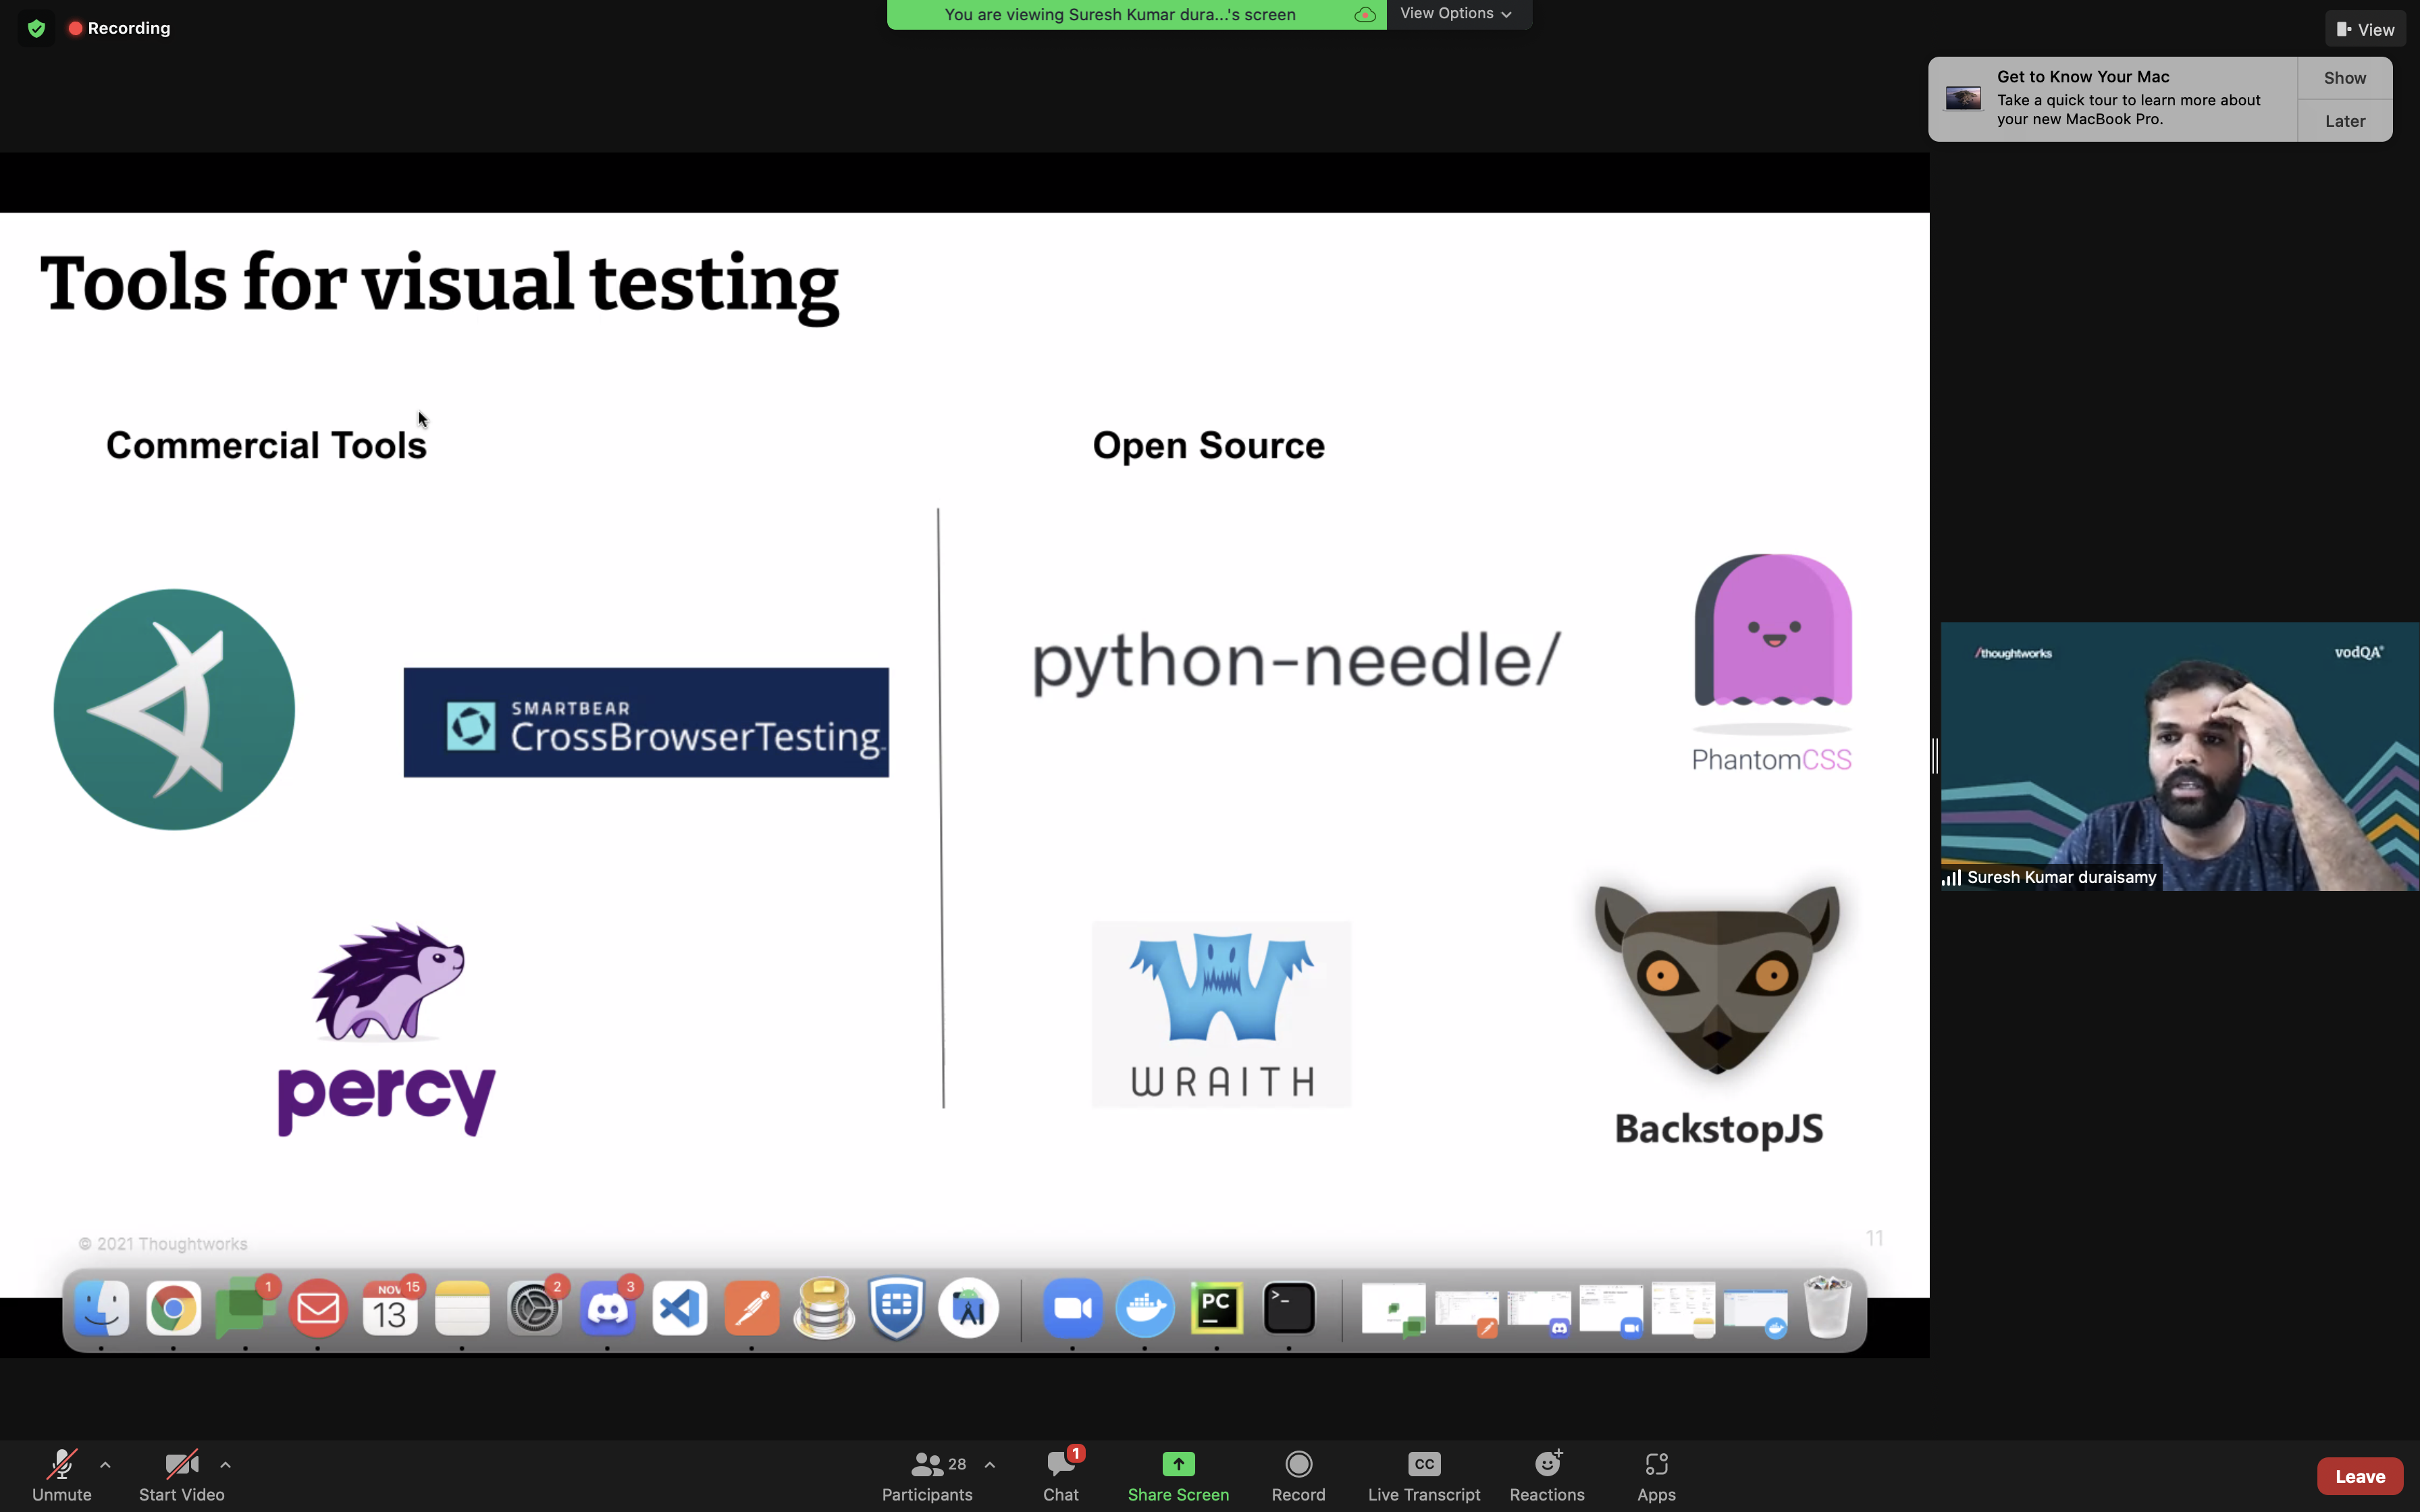 Recording
You are viewing Suresh Kumar dura...'s screen
View Options
View
Get to Know Your Mac
Take a quick tour to learn more about
your new MacBook Pro.
Show
Later
Tools for visual testing
Commercial Tools
Open Source
SMARTBEAR
CrossBrowserTesting
python-needle/
PhantomCSS
percy
WRAITH
BackstopJS
/thoughtworks
vodQA
Suresh Kumar duraisamy
© 2021 Thoughtworks
11
1
NOV
15
13
2
3
PC
>_
Unmute
Start Video
28
Participants
1
Chat
Share Screen
Record
CC
Live Transcript
Reactions
Apps
Leave